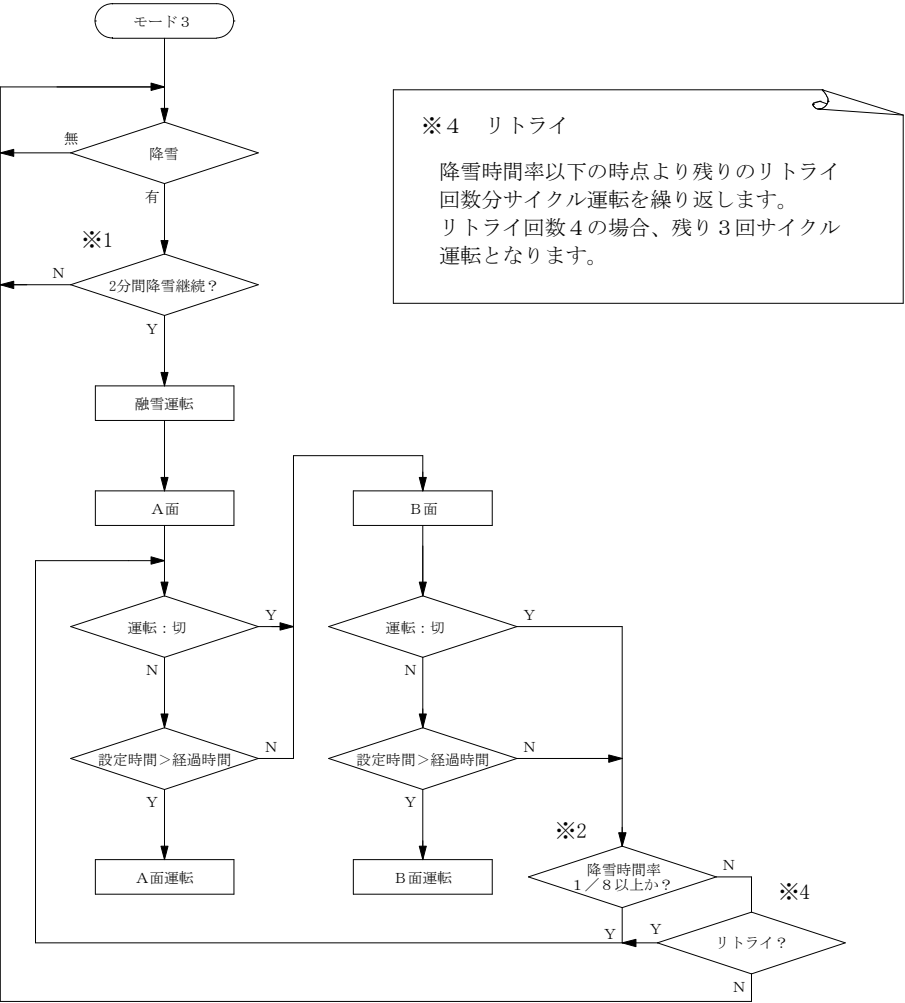 モード３
※４　リトライ
降雪時間率以下の時点より残りのリトライ
回数分サイクル運転を繰り返します。
リトライ回数４の場合、残り３回サイクル
運転となります。
無
降雪
有
※1
N
2分間降雪継続？
Y
融雪運転
A面
B面
運転：切
Y
N
運転：切
Y
N
設定時間＞経過時間
N
Y
設定時間＞経過時間
N
Y
A面運転
B面運転
※2
降雪時間率
１／８以上か？
N
Y
※4
Y
リトライ？
N